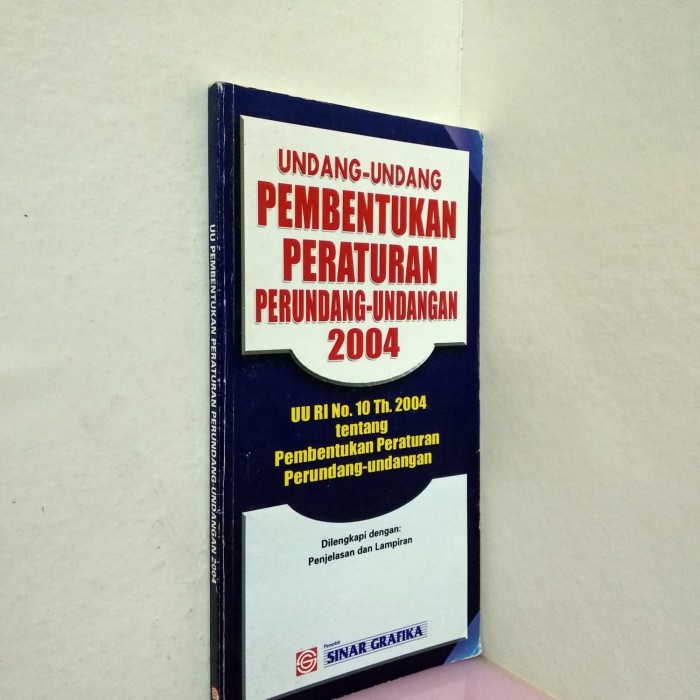 UU PEMBENTUKAN PERATURAN PERUNDANG-UNDANGAN 2004
UNDANG-UNDANG
PEMBENTUKAN
PERATURAN
PERUNDANG-UNDANGAN
2004
UU RI No. 10 Th. 2004
tentang
Pembentukan Peraturan
Perundang-undangan
Dilengkapi dengan:
Penjelasan dan Lampiran
Penerbit
SINAR GRAFIKA